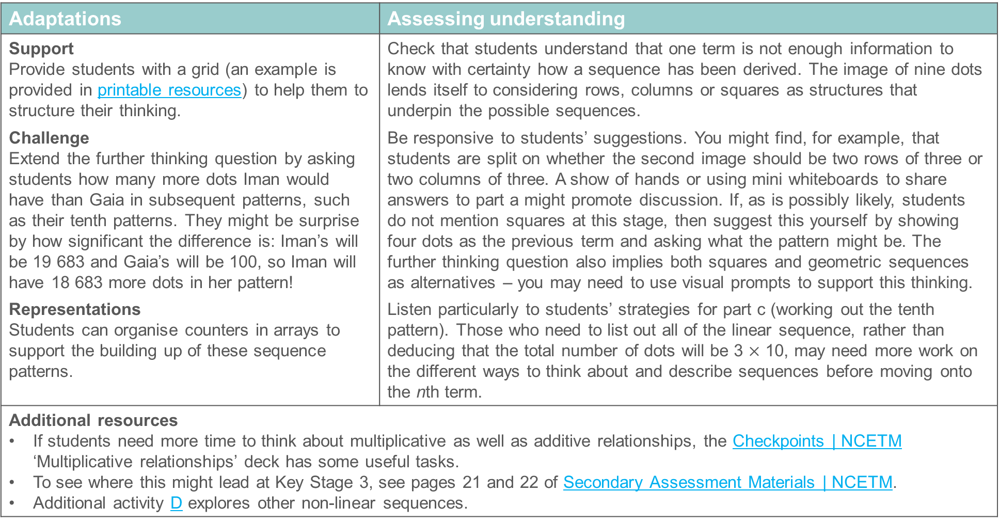 Adaptations
Assessing understanding
Support
Provide students with a grid (an example is
provided in printable resources) to help them to
structure their thinking.
Challenge
Extend the further thinking question by asking
students how many more dots Iman would
have than Gaia in subsequent patterns, such
as their tenth patterns. They might be surprise
by how significant the difference is: Iman’s will
be 19 683 and Gaia’s will be 100, so Iman will
have 18 683 more dots in her pattern!
Representations
Students can organise counters in arrays to
support the building up of these sequence
patterns.
Check that students understand that one term is not enough information to
know with certainty how a sequence has been derived. The image of nine dots
lends itself to considering rows, columns or squares as structures that
underpin the possible sequences.
Be responsive to students’ suggestions. You might find, for example, that
students are split on whether the second image should be two rows of three or
two columns of three. A show of hands or using mini whiteboards to share
answers to part a might promote discussion. If, as is possibly likely, students
do not mention squares at this stage, then suggest this yourself by showing
four dots as the previous term and asking what the pattern might be. The
further thinking question also implies both squares and geometric sequences
as alternatives – you may need to use visual prompts to support this thinking.
Listen particularly to students’ strategies for part c (working out the tenth
pattern). Those who need to list out all of the linear sequence, rather than
deducing that the total number of dots will be 3 × 10, may need more work on
the different ways to think about and describe sequences before moving onto
the nth term.
Additional resources
• If students need more time to think about multiplicative as well as additive relationships, the Checkpoints | NCETM
‘Multiplicative relationships’ deck has some useful tasks.
• To see where this might lead at Key Stage 3, see pages 21 and 22 of Secondary Assessment Materials | NCETM.
• Additional activity D explores other non-linear sequences.